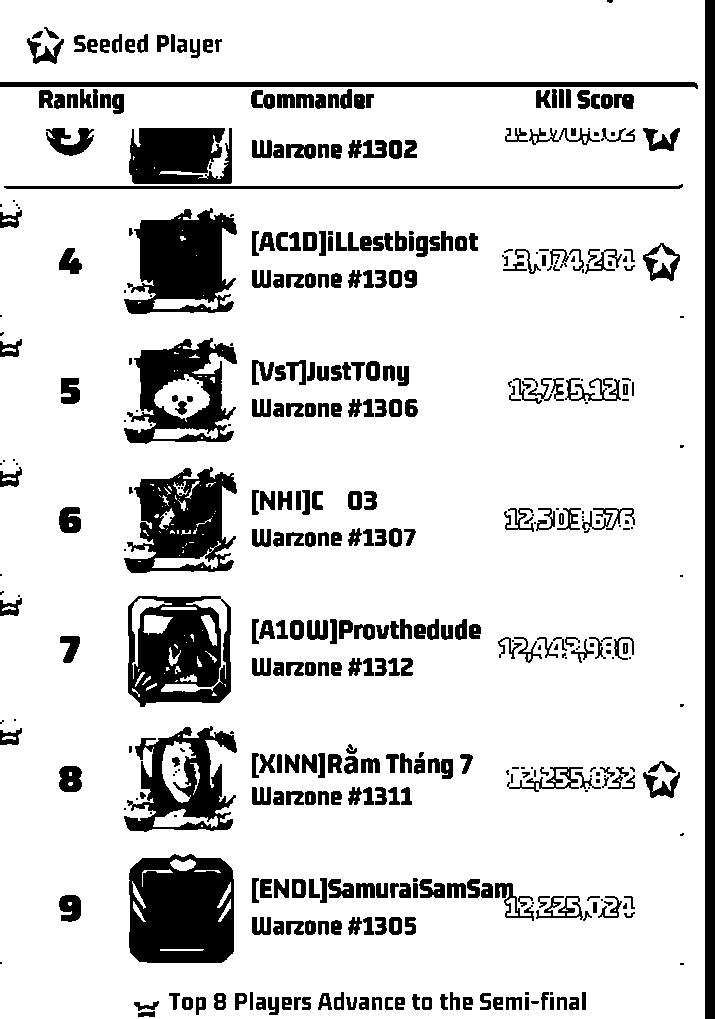 Seeded Player
Ranking Commander Kill Score
Warzone #1302
4 [AC1D]iLLestbigshot 13,074,264
Warzone #1309
5 [VsT]JustTOny 12,735,120
Warzone #1306
6 [NHI]C 03 12,503,676
Warzone #1307
7 [A10W]Provthedude 12,442,980
Warzone #1312
8 [XINN]Rằm Tháng 7 12,255,822
Warzone #1311
9 [ENDL]SamuraiSamSam 12,225,024
Warzone #1305
Top 8 Players Advance to the Semi-final